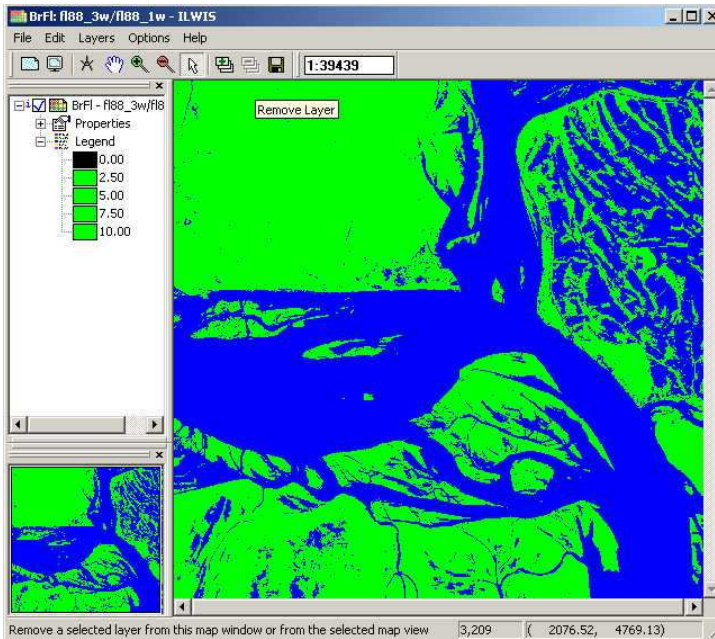 BrFl: fl88_3w/fl88_1w - ILWIS
File Edit Layers Options Help
1:39439
Remove Layer
BrFl - fl88_3w/fl8
Properties
Legend
0.00
2.50
5.00
7.50
10.00
Remove a selected layer from this map window or from the selected map view 3,209 ( 2076.52, 4769.13)